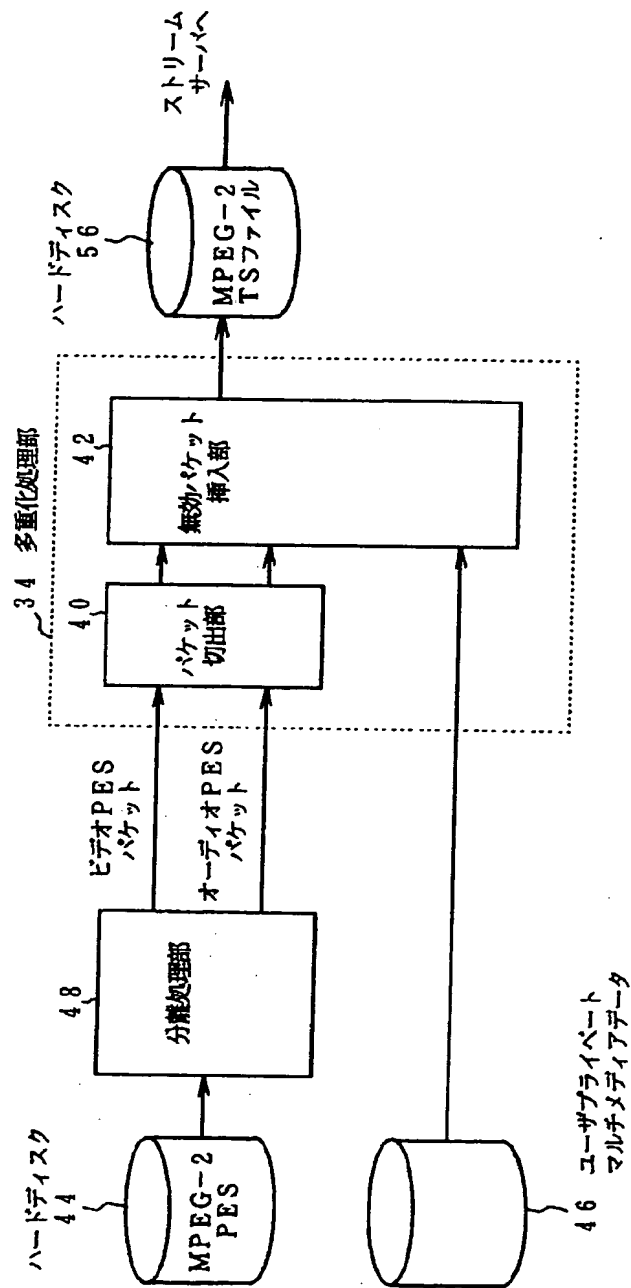 ハードディスク
44
MPEG-2
PES
48
分離処理部
ビデオPES
パケット
オーディオPES
パケット
34 多重化処理部
40
パケット
切出部
42
無効パケット
挿入部
ハードディスク
56
MPEG-2
TSファイル
ストリーム
サーバへ
46 ユーザプライベート
マルチメディアデータ